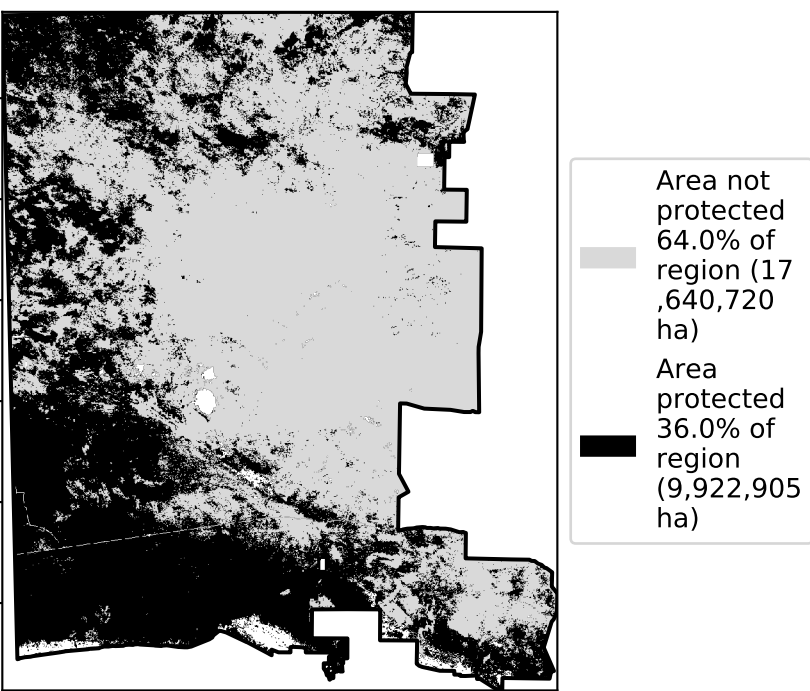 Area not
protected
64.0% of
region (17
,640,720
ha)
Area
protected
36.0% of
region
(9,922,905
ha)